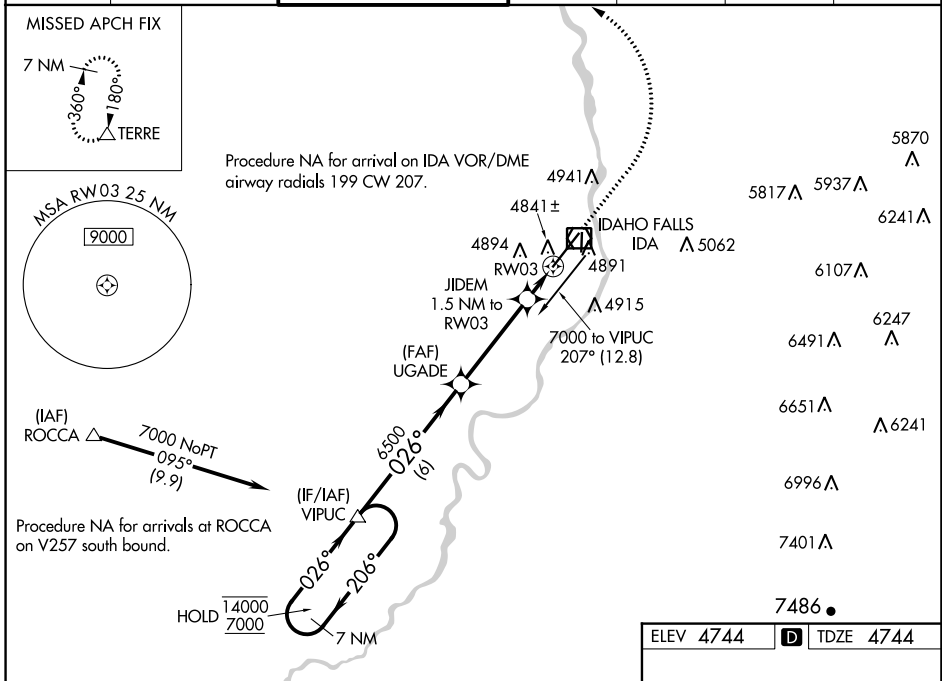 MISSED APCH FIX
7 NM
360°
180°
TERRE
Procedure NA for arrival on IDA VOR/DME
airway radials 199 CW 207.
MSA RW03 25 NM
9000
4941
4841±
4894
IDAHO FALLS
IDA
5062
RW03
4891
JIDEM
1.5 NM to
RW03
4915
7000 to VIPUC
207° (12.8)
(FAF)
UGADE
5870
5817
5937
6241
6107
6247
6491
6651
6241
6996
7401
7486
(IAF)
ROCCA
7000 NoPT
095°
(9.9)
6500
026°
(6)
(IF/IAF)
VIPUC
Procedure NA for arrivals at ROCCA
on V257 south bound.
026°
206°
HOLD
14000
7000
7 NM
ELEV 4744
D
TDZE 4744